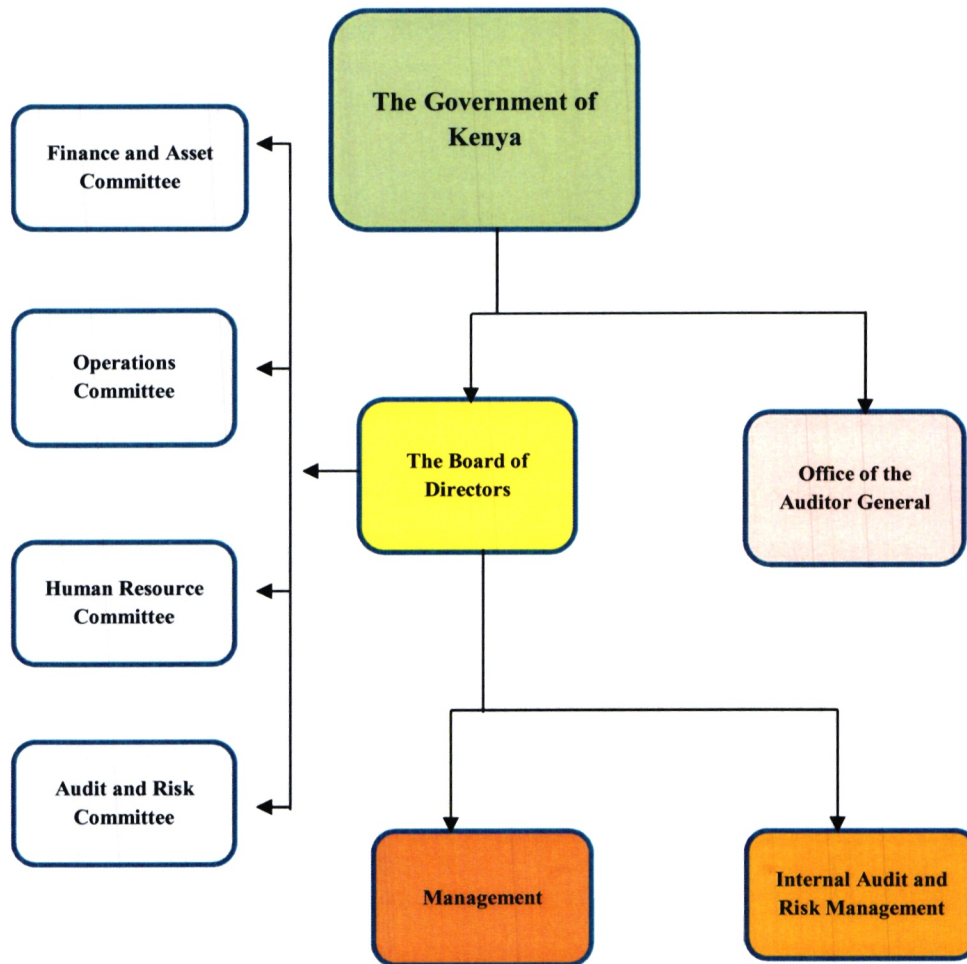 The Government of
Kenya
Finance and Asset
Committee
Operations
Committee
The Board of
Directors
Office of the
Auditor General
Human Resource
Committee
Audit and Risk
Committee
Management
Internal Audit and
Risk Management